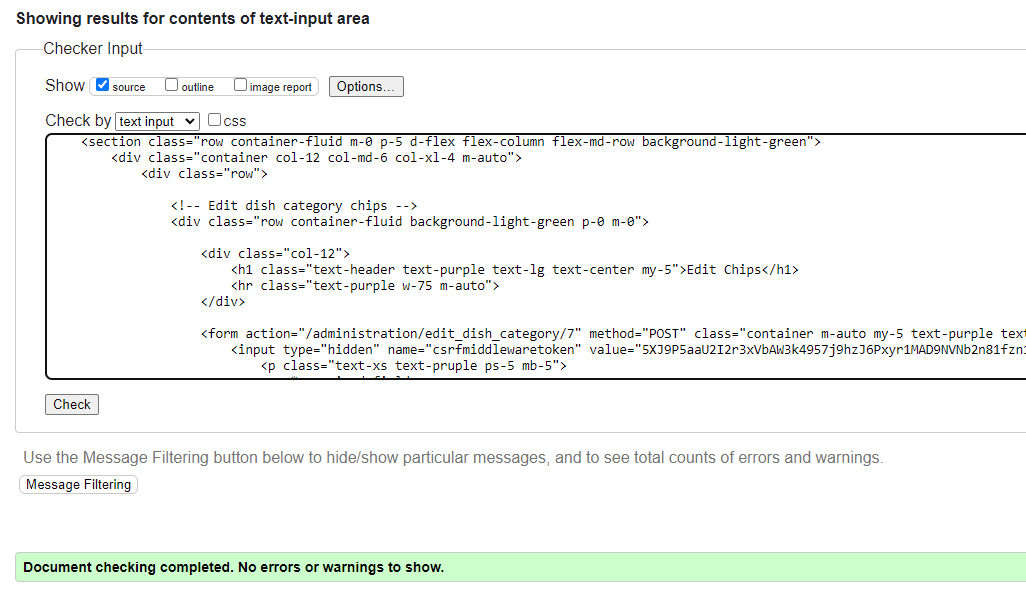 Showing results for contents of text-input area
Checker Input
Show source outline image report Options...
Check by text input css
<section class="row container-fluid m-0 p-5 d-flex flex-column flex-md-row background-light-green">
<div class="container col-12 col-md-6 col-xl-4 m-auto">
<div class="row">
<!-- Edit dish category chips -->
<div class="row container-fluid background-light-green p-0 m-0">
<div class="col-12">
<h1 class="text-header text-purple text-lg text-center my-5">Edit Chips</h1>
<hr class="text-purple w-75 m-auto">
</div>
<form action="/administration/edit_dish_category/7" method="POST" class="container m-auto my-5 text-purple text
<input type="hidden" name="csrfmiddlewaretoken" value="5XJ9P5aaU2I2r3xVbAW3k4957j9hzJ6Pxyr1MAD9NVNb2n81fzn
<p class="text-xs text-pruple ps-5 mb-5">
Check
Use the Message Filtering button below to hide/show particular messages, and to see total counts of errors and warnings.
Message Filtering
Document checking completed. No errors or warnings to show.